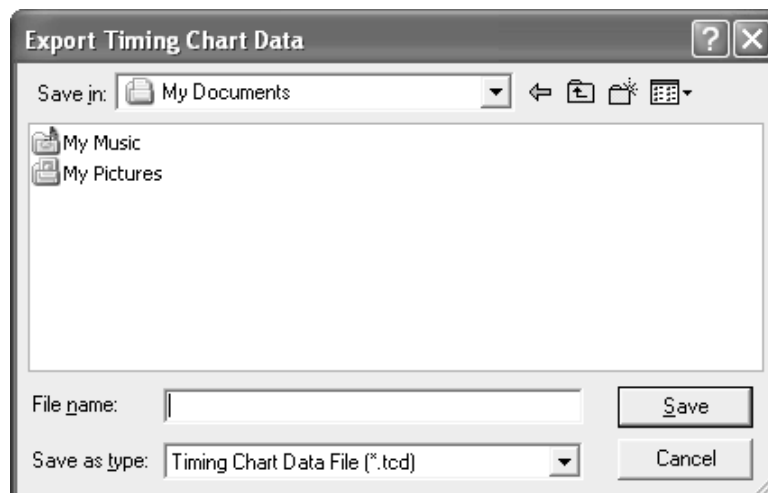 Export Timing Chart Data
Save in: My Documents
My Music
My Pictures
File name:
Save
Save as type: Timing Chart Data File (*.tcd)
Cancel